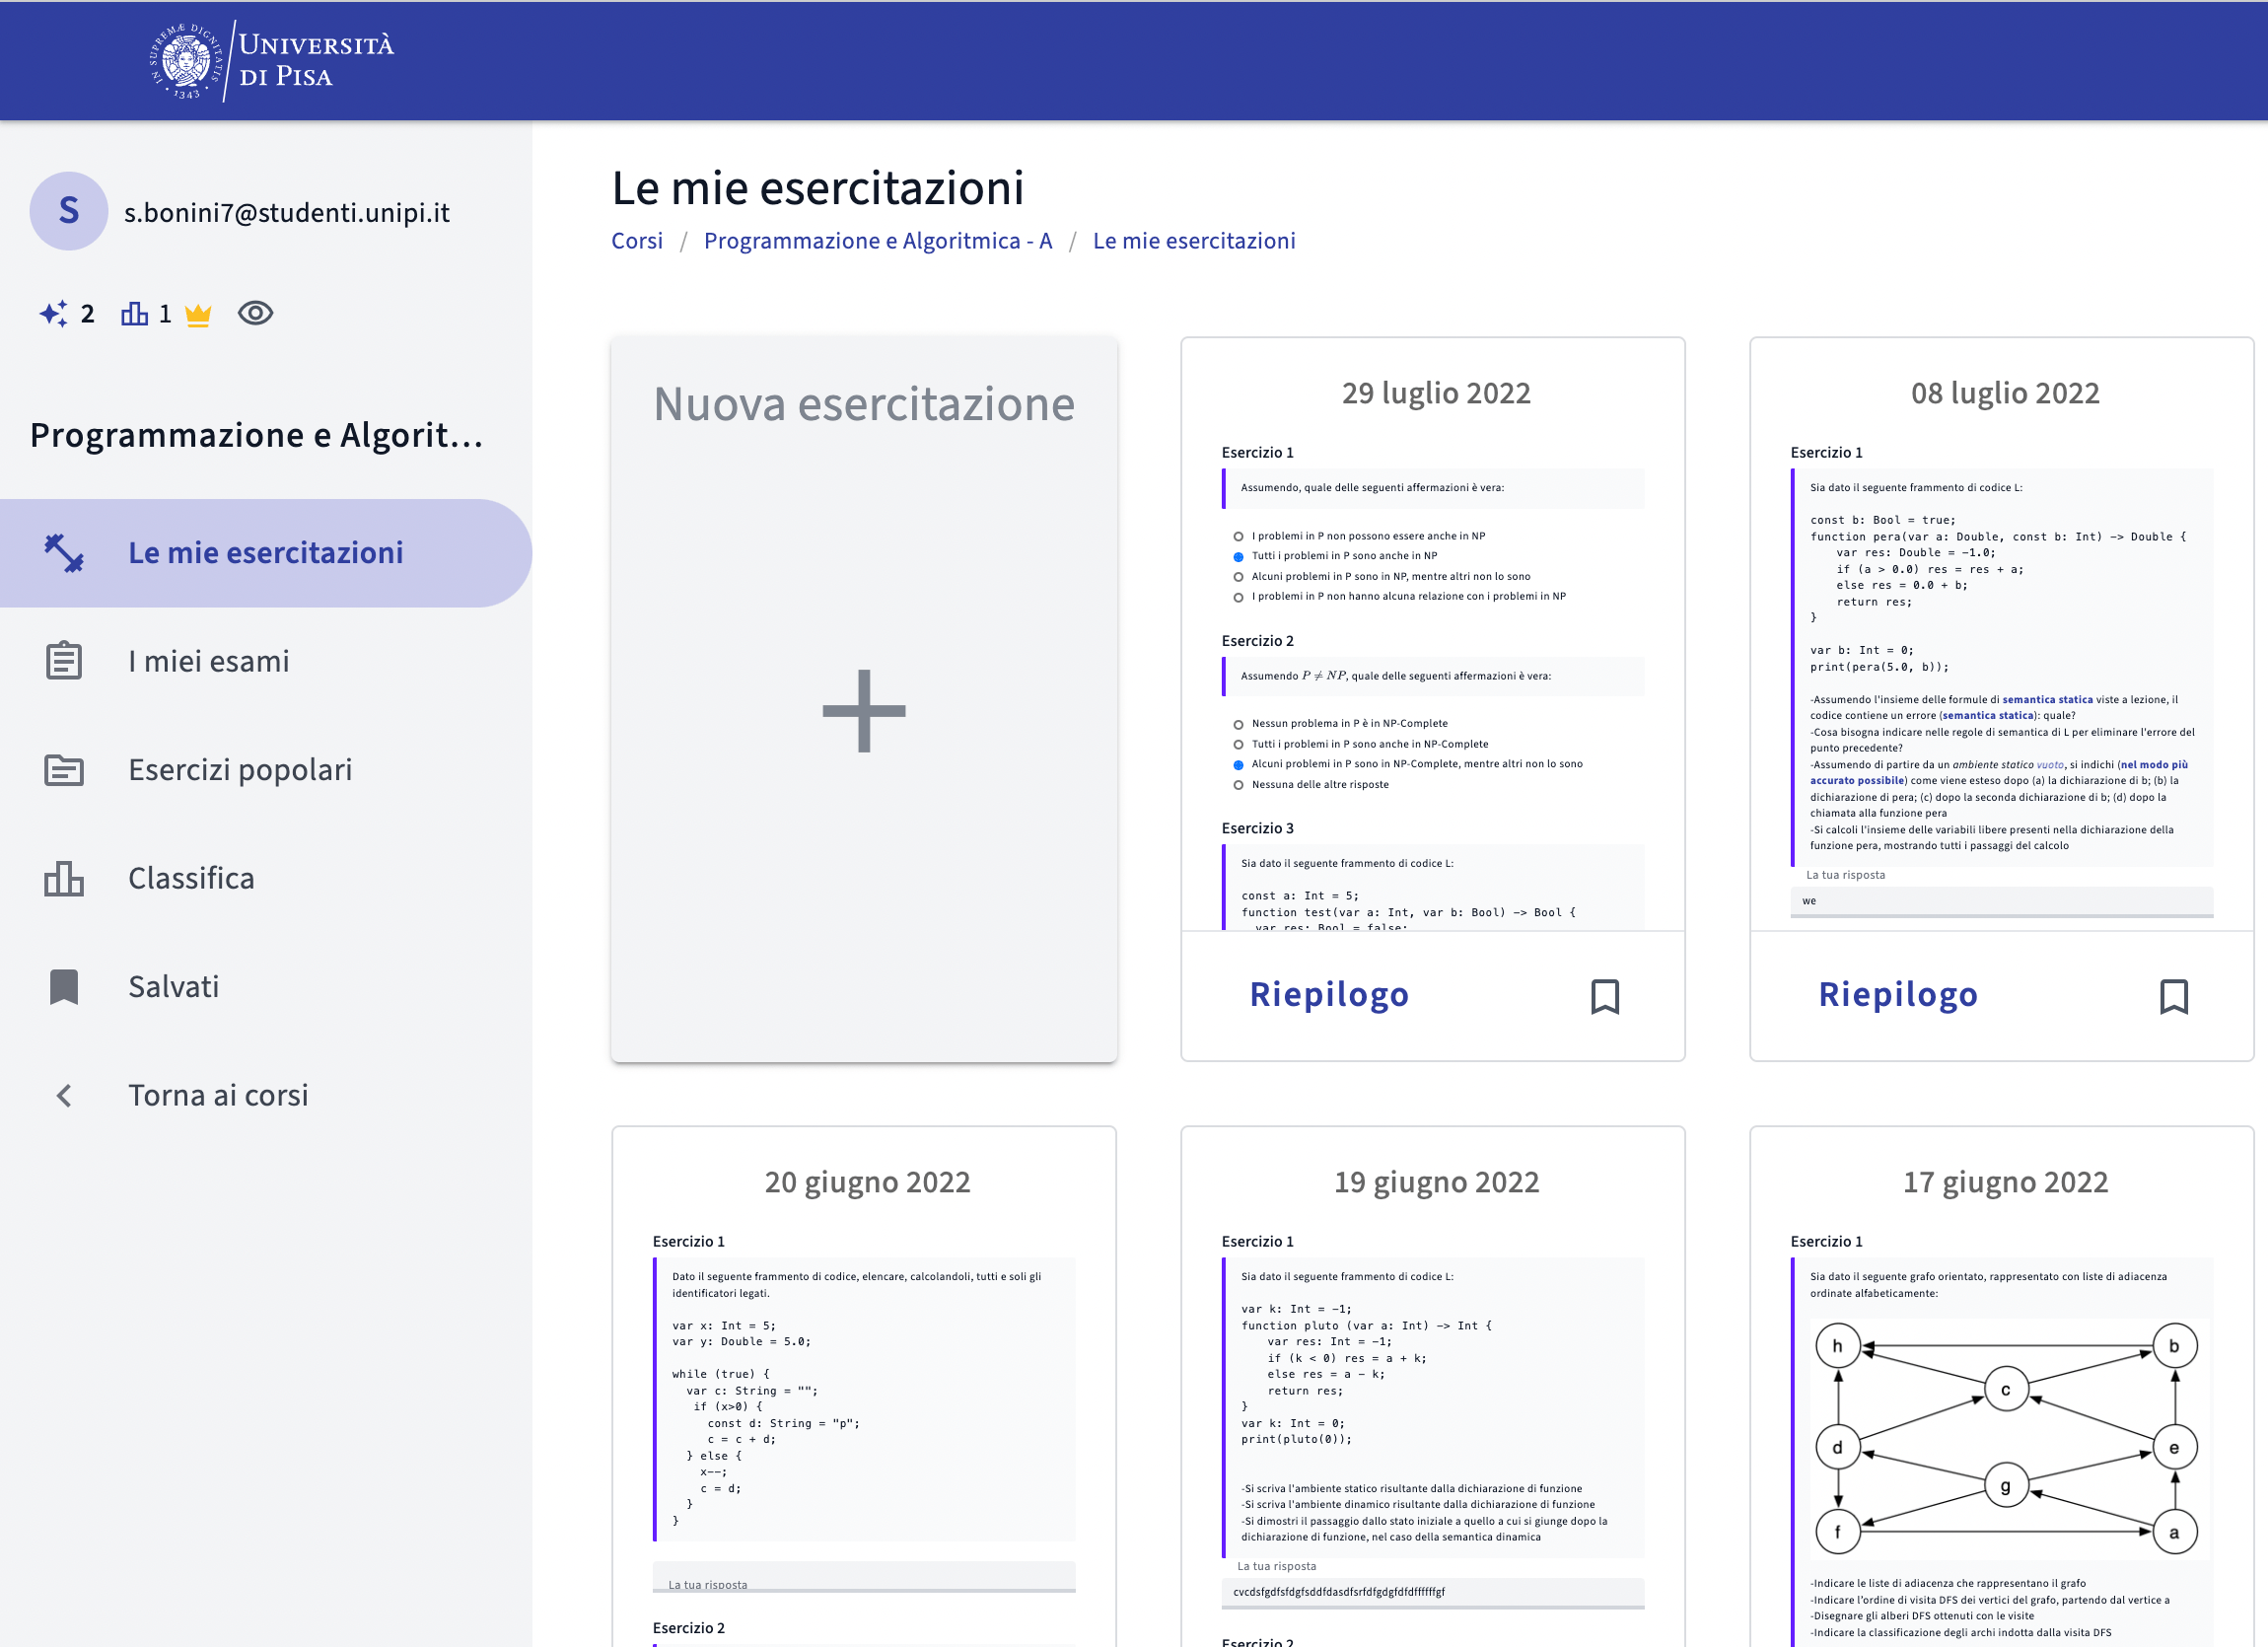 IN SUPREMÆ DIGNITATIS
1343
UNIVERSITÀ
DI PISA
S
s.bonini7@studenti.unipi.it
2
1
Programmazione e Algorit...
Le mie esercitazioni
I miei esami
Esercizi popolari
Classifica
Salvati
Torna ai corsi
Le mie esercitazioni
Corsi / Programmazione e Algoritmica - A / Le mie esercitazioni
Nuova esercitazione
29 luglio 2022
Esercizio 1
Assumendo, quale delle seguenti affermazioni è vera:
I problemi in P non possono essere anche in NP
Tutti i problemi in P sono anche in NP
Alcuni problemi in P sono in NP, mentre altri non lo sono
I problemi in P non hanno alcuna relazione con i problemi in NP
Esercizio 2
Assumendo P ≠ NP, quale delle seguenti affermazioni è vera:
Nessun problema in P è in NP-Complete
Tutti i problemi in P sono anche in NP-Complete
Alcuni problemi in P sono in NP-Complete, mentre altri non lo sono
Nessuna delle altre risposte
Esercizio 3
Sia dato il seguente frammento di codice L:
const a: Int = 5;
function test(var a: Int, var b: Bool) -> Bool {
var res: Bool = false;
Riepilogo
08 luglio 2022
Esercizio 1
Sia dato il seguente frammento di codice L:
const b: Bool = true;
function pera(var a: Double, const b: Int) -> Double {
var res: Double = -1.0;
if (a > 0.0) res = res + a;
else res = 0.0 + b;
return res;
}
var b: Int = 0;
print(pera(5.0, b));
-Assumendo l'insieme delle formule di semantica statica viste a lezione, il
codice contiene un errore (semantica statica): quale?
-Cosa bisogna indicare nelle regole di semantica di L per eliminare l'errore del
punto precedente?
-Assumendo di partire da un ambiente statico vuoto, si indichi (nel modo più
accurato possibile) come viene esteso dopo (a) la dichiarazione di b; (b) la
dichiarazione di pera; (c) dopo la seconda dichiarazione di b; (d) dopo la
chiamata alla funzione pera
-Si calcoli l'insieme delle variabili libere presenti nella dichiarazione della
funzione pera, mostrando tutti i passaggi del calcolo
La tua risposta
we
Riepilogo
20 giugno 2022
Esercizio 1
Dato il seguente frammento di codice, elencare, calcolandoli, tutti e soli gli
identificatori legati.
var x: Int = 5;
var y: Double = 5.0;
while (true) {
var c: String = "";
if (x>0) {
const d: String = "p";
c = c + d;
} else {
x--;
c = d;
}
}
La tua risposta
Esercizio 2
19 giugno 2022
Esercizio 1
Sia dato il seguente frammento di codice L:
var k: Int = -1;
function pluto (var a: Int) -> Int {
var res: Int = -1;
if (k < 0) res = a + k;
else res = a - k;
return res;
}
var k: Int = 0;
print(pluto(0));
-Si scriva l'ambiente statico risultante dalla dichiarazione di funzione
-Si scriva l'ambiente dinamico risultante dalla dichiarazione di funzione
-Si dimostri il passaggio dallo stato iniziale a quello a cui si giunge dopo la
dichiarazione di funzione, nel caso della semantica dinamica
La tua risposta
cvcdsfgdfsfdgfsddfdasdfsrfdfgdgfdfdffffffgf
Esercizio 2
17 giugno 2022
Esercizio 1
Sia dato il seguente grafo orientato, rappresentato con liste di adiacenza
ordinate alfabeticamente:
h
b
c
d
e
g
f
a
-Indicare le liste di adiacenza che rappresentano il grafo
-Indicare l'ordine di visita DFS dei vertici del grafo, partendo dal vertice a
-Disegnare gli alberi DFS ottenuti con le visite
-Indicare la classificazione degli archi indotta dalla visita DFS